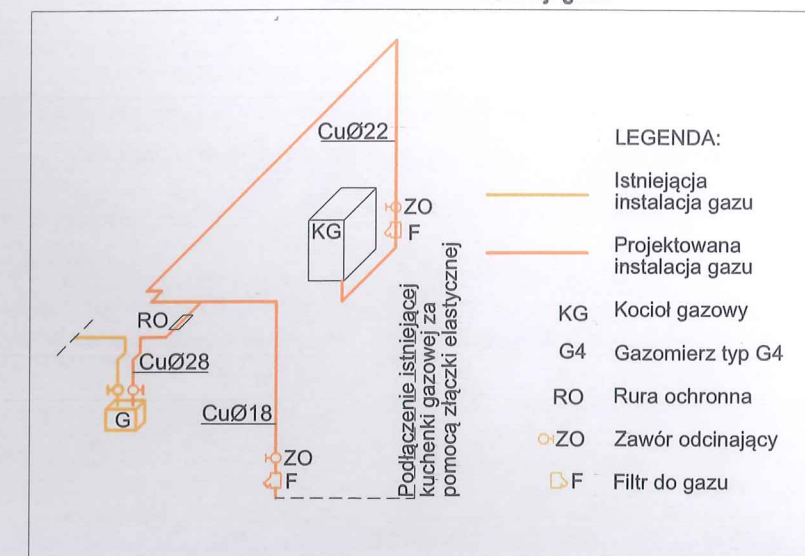 CuØ22
ZO
F
KG
RO
CuØ28
G
CuØ18
ZO
F
Podłączenie istniejącej
kuchenki gazowej za
pomocą złączki elastycznej
LEGENDA:
Istniejącja
instalacja gazu
Projektowana
instalacja gazu
KG Kocioł gazowy
G4 Gazomierz typ G4
RO Rura ochronna
ZO Zawór odcinający
F Filtr do gazu